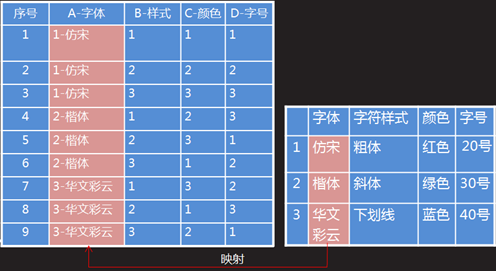 序号 A-字体 B-样式 C-颜色 D-字号
1 1-仿宋 1 1 1
2 1-仿宋 2 2 2
3 1-仿宋 3 3 3
4 2-楷体 1 2 3
5 2-楷体 2 3 1
6 2-楷体 3 1 2
7 3-华文彩云 1 3 2
8 3-华文彩云 2 1 3
9 3-华文彩云 3 2 1
字体 字符样式 颜色 字号
1 仿宋 粗体 红色 20号
2 楷体 斜体 绿色 30号
3 华文彩云 下划线 蓝色 40号
映射